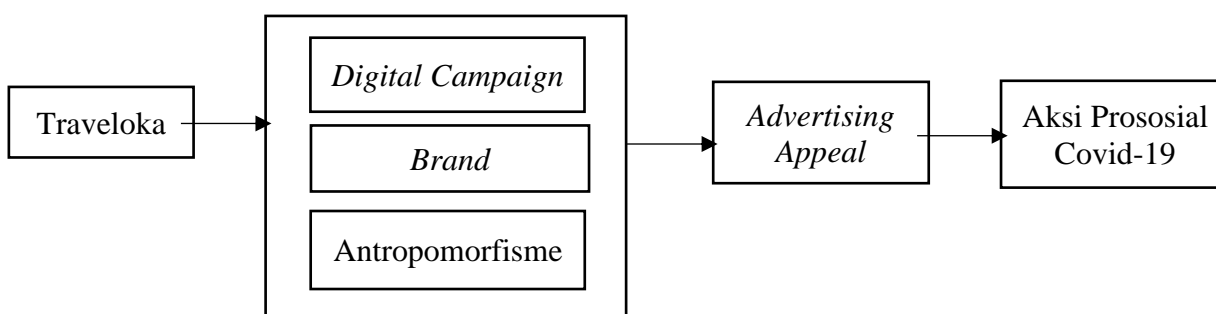 Traveloka
Digital Campaign
Brand
Antropomorfisme
Advertising
Appeal
Aksi Prososial
Covid-19